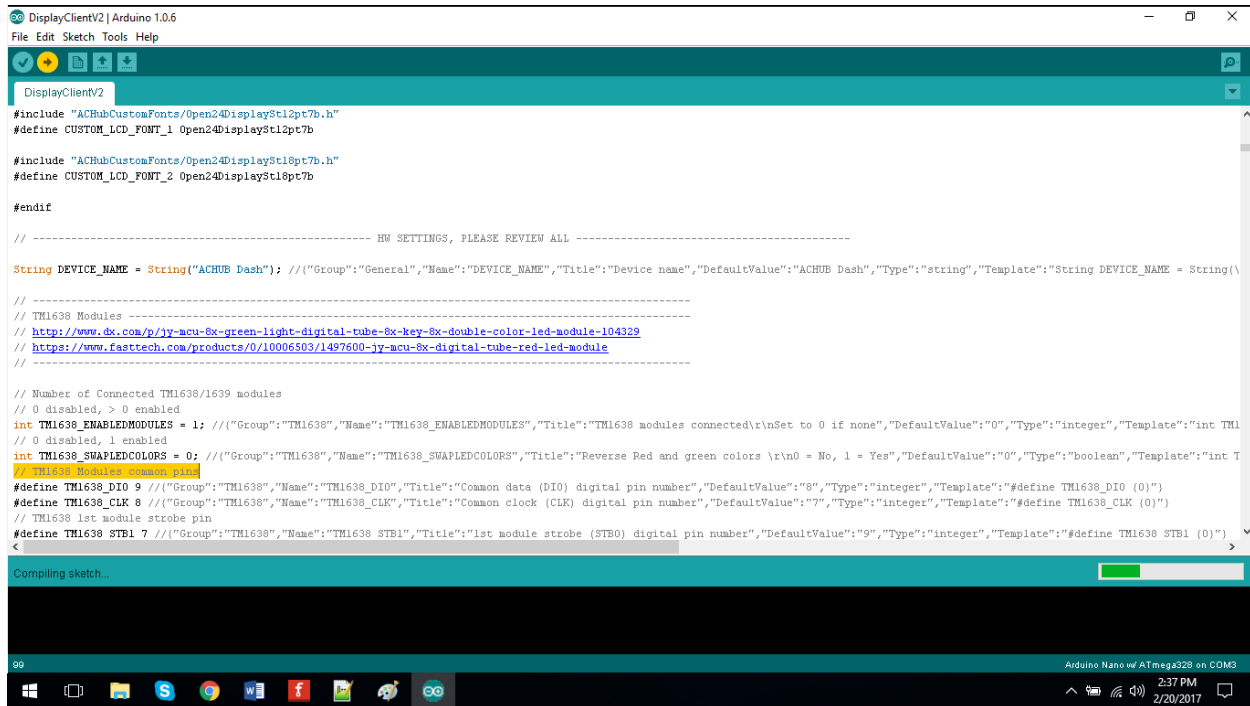 DisplayClientV2 | Arduino 1.0.6
File Edit Sketch Tools Help
DisplayClientV2
#include "ACHubCustomFonts/Open24DisplaySt12pt7b.h"
#define CUSTOM_LCD_FONT_1 Open24DisplaySt12pt7b
#include "ACHubCustomFonts/Open24DisplaySt18pt7b.h"
#define CUSTOM_LCD_FONT_2 Open24DisplaySt18pt7b
#endif
// ----------------------------------------------------- HW SETTINGS, PLEASE REVIEW ALL -------------------------------------------
String DEVICE_NAME = String("ACHUB Dash"); //{"Group":"General","Name":"DEVICE_NAME","Title":"Device name","DefaultValue":"ACHUB Dash","Type":"string","Template":"String DEVICE_NAME = String(\
// -------------------------------------------------------------------------------------------------------
// TM1638 Modules ----------------------------------------------------------------------------------------
// http://www.dx.com/p/jy-mcu-8x-green-light-digital-tube-8x-key-8x-double-color-led-module-104329
// https://www.fasttech.com/products/0/10006503/1497600-jy-mcu-8x-digital-tube-red-led-module
// -------------------------------------------------------------------------------------------------------
// Number of Connected TM1638/1639 modules
// 0 disabled, > 0 enabled
int TM1638_ENABLEDMODULES = 1; //{"Group":"TM1638","Name":"TM1638_ENABLEDMODULES","Title":"TM1638 modules connected\r\nSet to 0 if none","DefaultValue":"0","Type":"integer","Template":"int TM1
// 0 disabled, 1 enabled
int TM1638_SWAPLEDCOLORS = 0; //{"Group":"TM1638","Name":"TM1638_SWAPLEDCOLORS","Title":"Reverse Red and green colors \r\n0 = No, 1 = Yes","DefaultValue":"0","Type":"boolean","Template":"int T
// TM1638 Modules common pins
#define TM1638_DIO 9 //{"Group":"TM1638","Name":"TM1638_DIO","Title":"Common data (DIO) digital pin number","DefaultValue":"8","Type":"integer","Template":"#define TM1638_DIO {0}"}
#define TM1638_CLK 8 //{"Group":"TM1638","Name":"TM1638_CLK","Title":"Common clock (CLK) digital pin number","DefaultValue":"7","Type":"integer","Template":"#define TM1638_CLK {0}"}
// TM1638 1st module strobe pin
#define TM1638_STB1 7 //{"Group":"TM1638","Name":"TM1638_STB1","Title":"1st module strobe (STB0) digital pin number","DefaultValue":"9","Type":"integer","Template":"#define TM1638_STB1 {0}"}
Compiling sketch...
99
Arduino Nano w/ ATmega328 on COM3
2:37 PM
2/20/2017